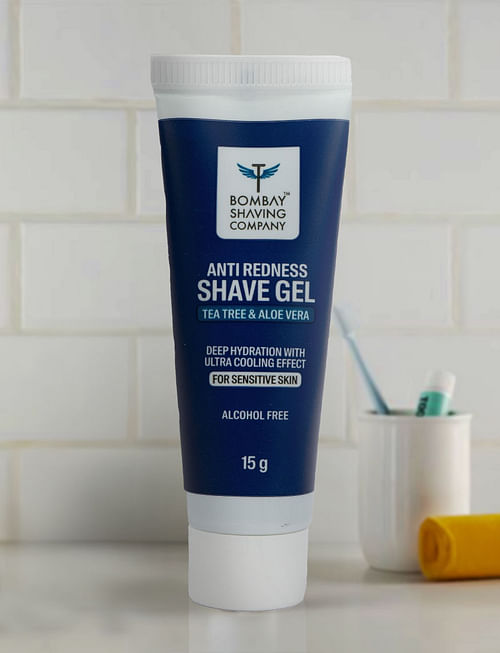 BOMBAY™
SHAVING
COMPANY
ANTI REDNESS
SHAVE GEL
TEA TREE & ALOE VERA
DEEP HYDRATION WITH
ULTRA COOLING EFFECT
FOR SENSITIVE SKIN
ALCOHOL FREE
15 g